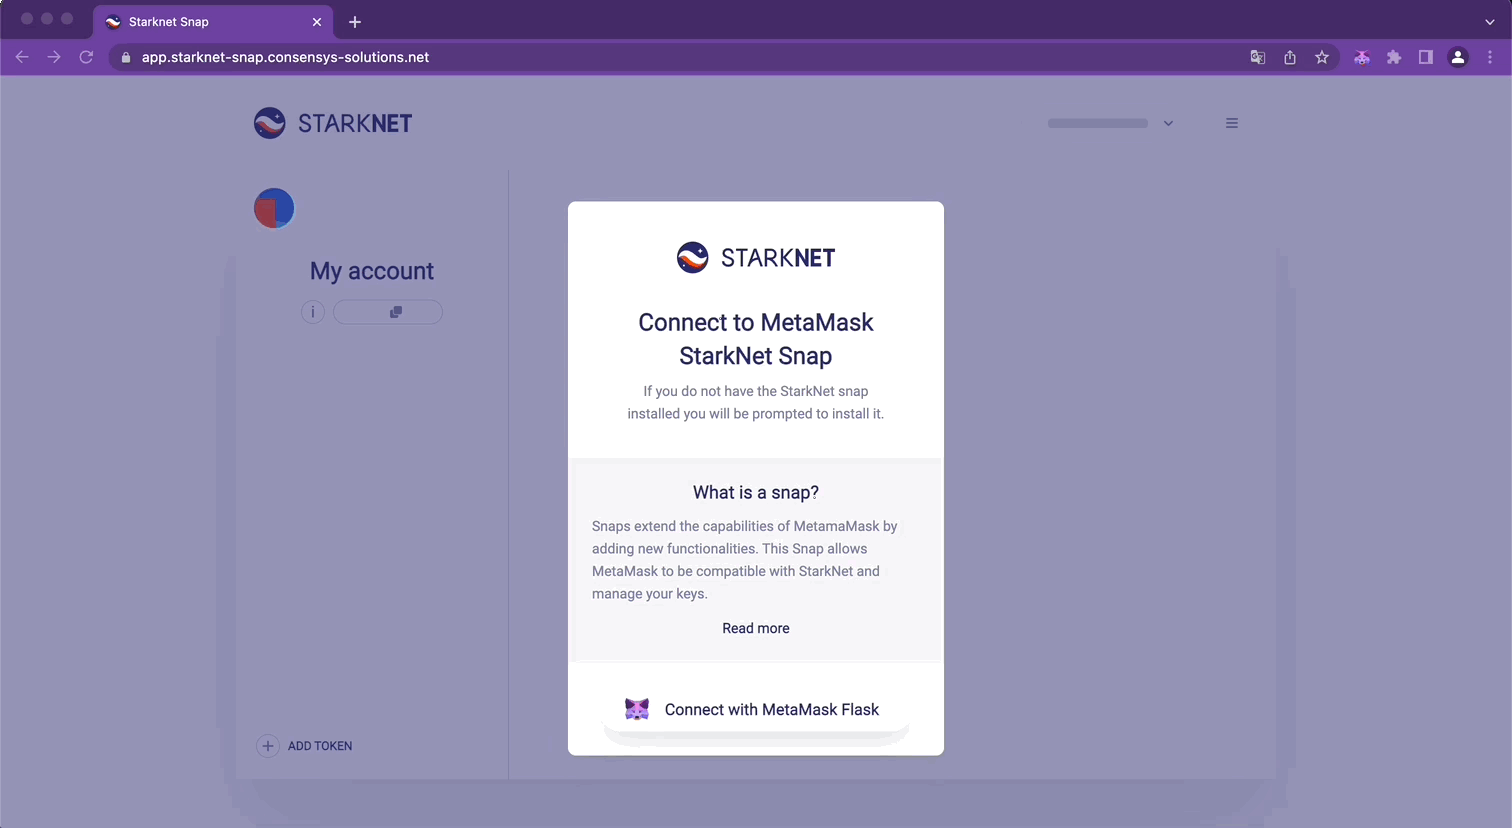 Starknet Snap
app.starknet-snap.consensys-solutions.net
STARKNET
My account
STARKNET
Connect to MetaMask
StarkNet Snap
If you do not have the StarkNet snap
installed you will be prompted to install it.
What is a snap?
Snaps extend the capabilities of MetamaMask by
adding new functionalities. This Snap allows
MetaMask to be compatible with StarkNet and
manage your keys.
Read more
Connect with MetaMask Flask
ADD TOKEN